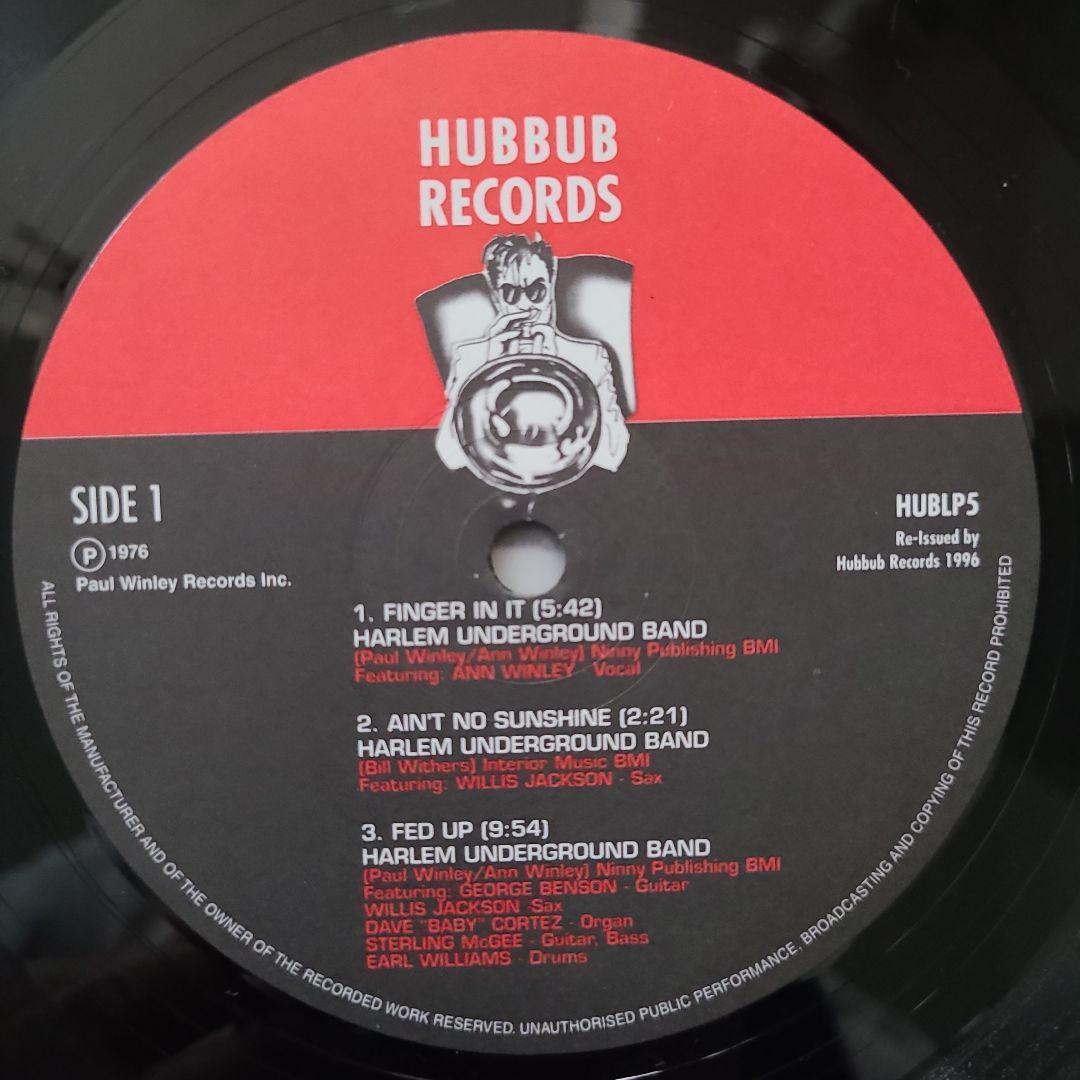 HUBBUB
RECORDS
SIDE 1
HUBLP5
℗ 1976
Re-Issued by
Paul Winley Records Inc.
Hubbub Records 1996
1. FINGER IN IT (5:42)
HARLEM UNDERGROUND BAND
(Paul Winley/Ann Winley) Ninny Publishing BMI
Featuring: ANN WINLEY - Vocal
2. AIN'T NO SUNSHINE (2:21)
HARLEM UNDERGROUND BAND
(Bill Withers) Interior Music BMI
Featuring: WILLIS JACKSON - Sax
3. FED UP (9:54)
HARLEM UNDERGROUND BAND
(Paul Winley/Ann Winley) Ninny Publishing BMI
Featuring: GEORGE BENSON - Guitar
WILLIS JACKSON -Sax
DAVE "BABY" CORTEZ - Organ
STERLING McGEE - Guitar, Bass
EARL WILLIAMS - Drums
ALL RIGHTS OF THE MANUFACTURER AND OF THE OWNER OF THE RECORDED WORK RESERVED. UNAUTHORISED PUBLIC PERFORMANCE, BROADCASTING AND COPYING OF THIS RECORD PROHIBITED